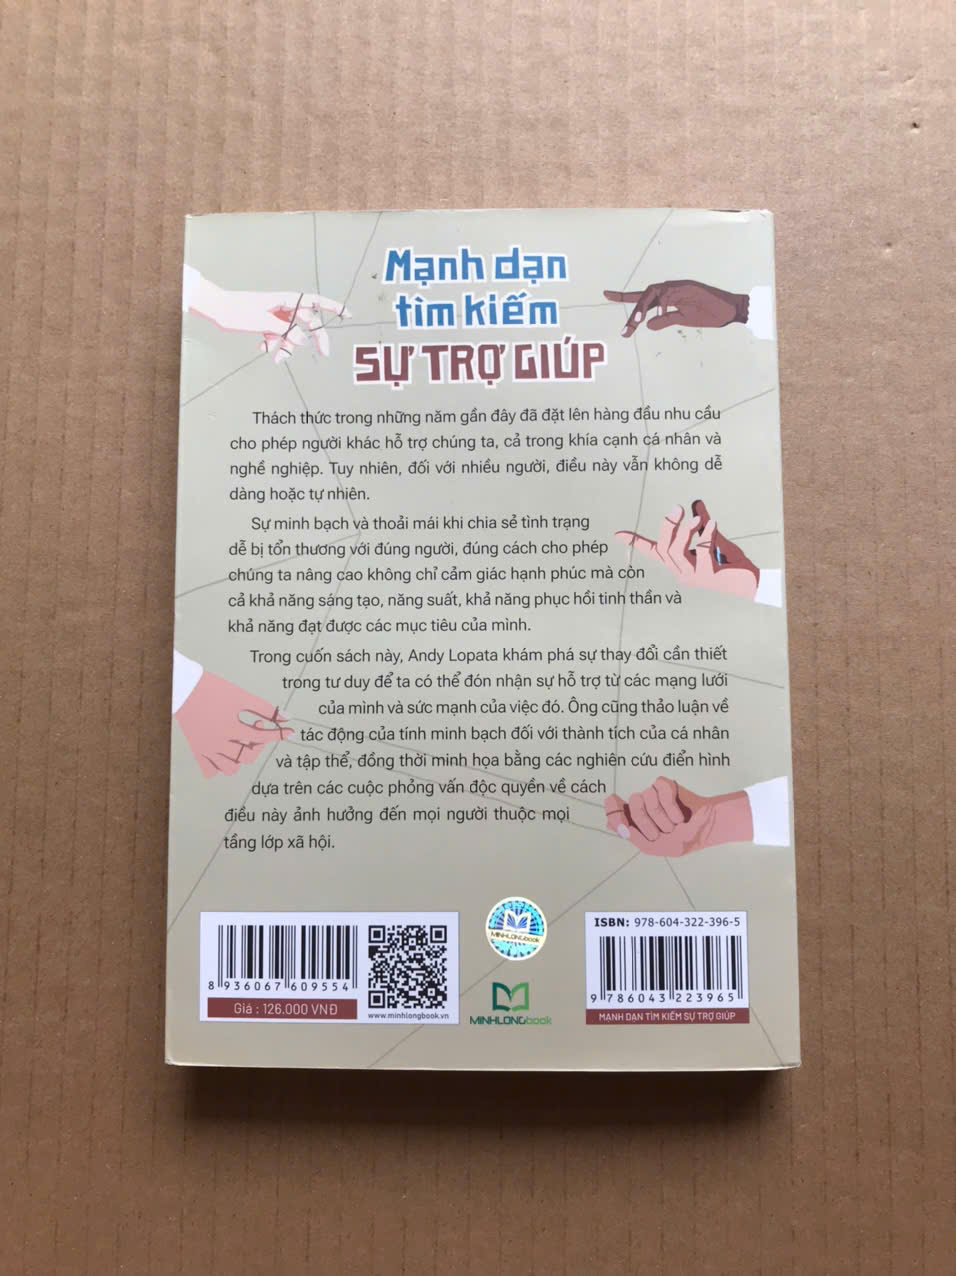 Mạnh dạn
tìm kiếm
SỰ TRỢ GIÚP
Thách thức trong những năm gần đây đã đặt lên hàng đầu nhu cầu
cho phép người khác hỗ trợ chúng ta, cả trong khía cạnh cá nhân và
nghề nghiệp. Tuy nhiên, đối với nhiều người, điều này vẫn không dễ
dàng hoặc tự nhiên.
Sự minh bạch và thoải mái khi chia sẻ tình trạng
dễ bị tổn thương với đúng người, đúng cách cho phép
chúng ta nâng cao không chỉ cảm giác hạnh phúc mà còn
cả khả năng sáng tạo, năng suất, khả năng phục hồi tinh thần và
khả năng đạt được các mục tiêu của mình.
Trong cuốn sách này, Andy Lopata khám phá sự thay đổi cần thiết
trong tư duy để ta có thể đón nhận sự hỗ trợ từ các mạng lưới
của mình và sức mạnh của việc đó. Ông cũng thảo luận về
tác động của tính minh bạch đối với thành tích của cá nhân
và tập thể, đồng thời minh họa bằng các nghiên cứu điển hình
dựa trên các cuộc phỏng vấn độc quyền về cách
điều này ảnh hưởng đến mọi người thuộc mọi
tầng lớp xã hội.
8 936067 609554
Giá : 126.000 VNĐ
www.minhlongbook.vn
MINHLONGbook
MINHLONGbook
ISBN: 978-604-322-396-5
9 786043 223965
MẠNH DẠN TÌM KIẾM SỰ TRỢ GIÚP